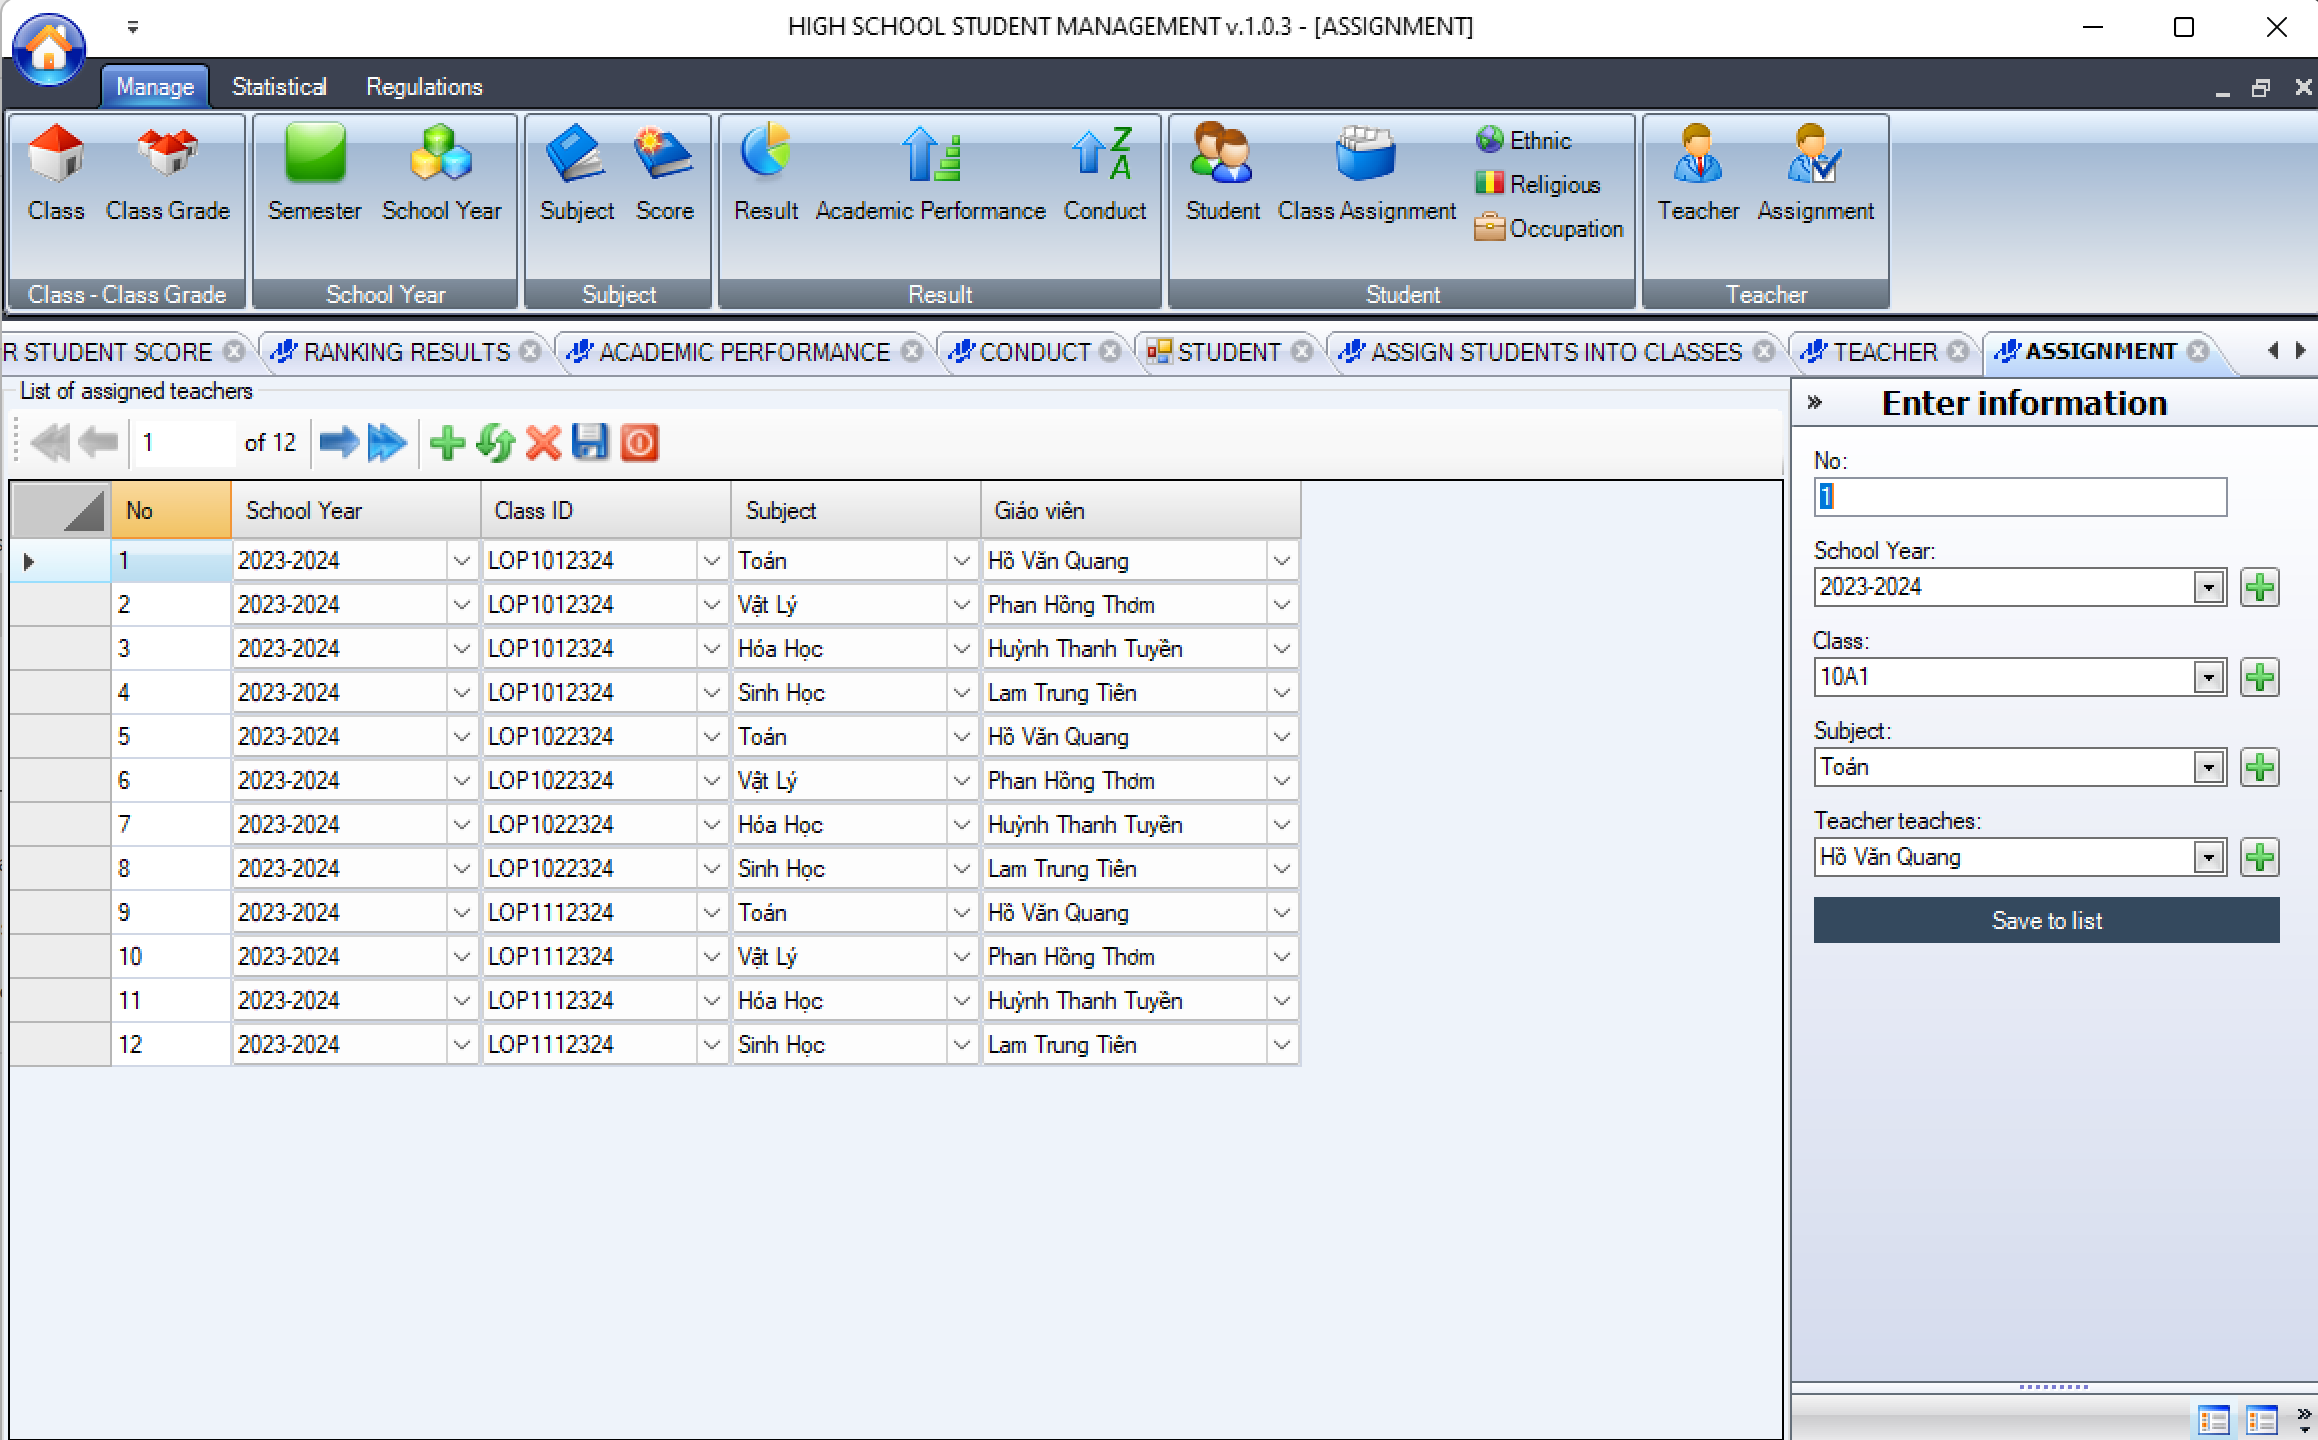 HIGH SCHOOL STUDENT MANAGEMENT v.1.0.3 - [ASSIGNMENT]
Manage Statistical Regulations
Class Class Grade Semester School Year Subject Score Result Academic Performance Conduct Student Class Assignment Ethnic Religious Occupation Teacher Assignment
Class - Class Grade School Year Subject Result Student Teacher
R STUDENT SCORE RANKING RESULTS ACADEMIC PERFORMANCE CONDUCT STUDENT ASSIGN STUDENTS INTO CLASSES TEACHER ASSIGNMENT
List of assigned teachers
1 of 12
No School Year Class ID Subject Giáo viên
1 2023-2024 LOP1012324 Toán Hồ Văn Quang
2 2023-2024 LOP1012324 Vật Lý Phan Hồng Thơm
3 2023-2024 LOP1012324 Hóa Học Huỳnh Thanh Tuyền
4 2023-2024 LOP1012324 Sinh Học Lam Trung Tiên
5 2023-2024 LOP1022324 Toán Hồ Văn Quang
6 2023-2024 LOP1022324 Vật Lý Phan Hồng Thơm
7 2023-2024 LOP1022324 Hóa Học Huỳnh Thanh Tuyền
8 2023-2024 LOP1022324 Sinh Học Lam Trung Tiên
9 2023-2024 LOP1112324 Toán Hồ Văn Quang
10 2023-2024 LOP1112324 Vật Lý Phan Hồng Thơm
11 2023-2024 LOP1112324 Hóa Học Huỳnh Thanh Tuyền
12 2023-2024 LOP1112324 Sinh Học Lam Trung Tiên
Enter information
No:
1
School Year:
2023-2024
Class:
10A1
Subject:
Toán
Teacher teaches:
Hồ Văn Quang
Save to list